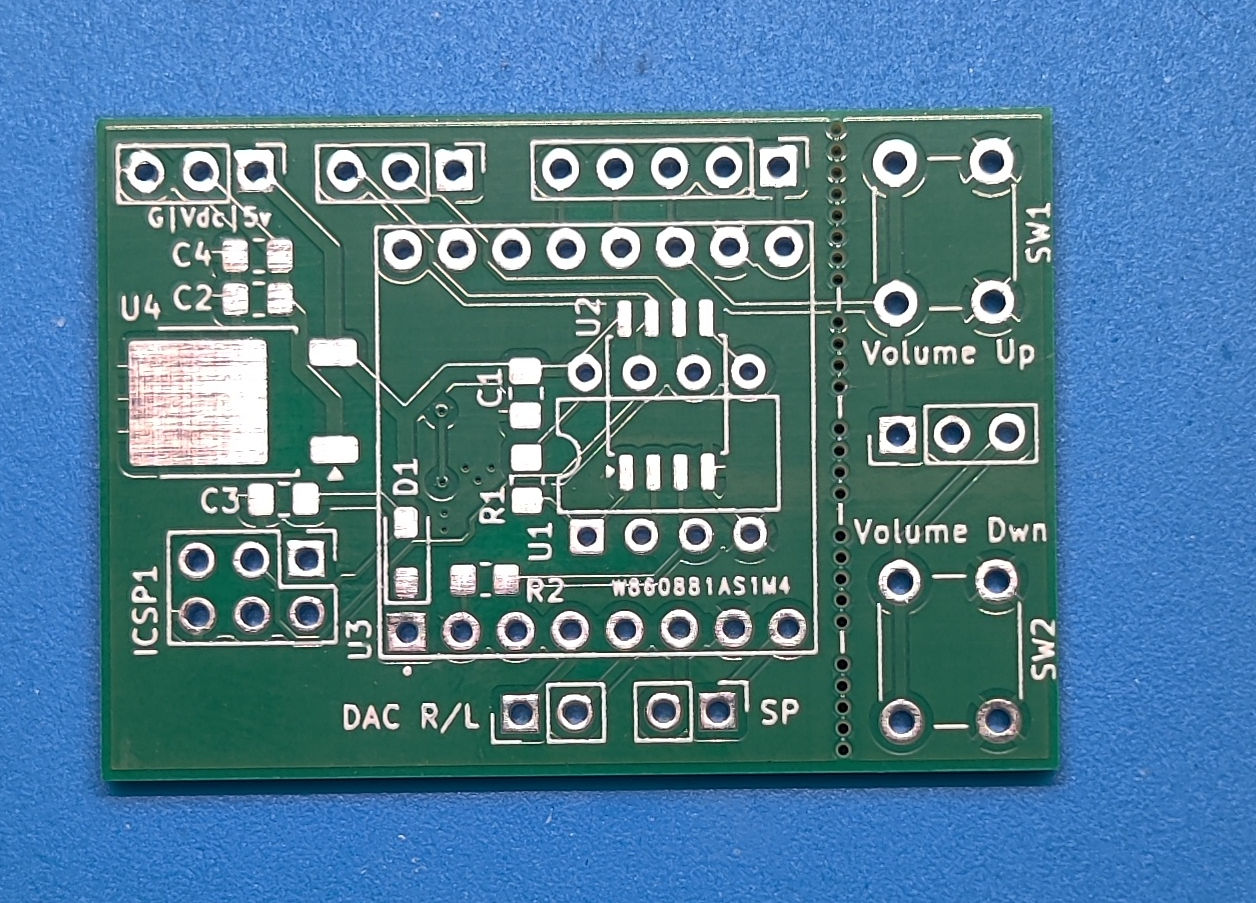 G|Vdc|5v
C4
C2
U4
SW1
U2
Volume Up
C1
D1
C3
R1
U1
Volume Dwn
ICSP1
R2
W860881AS1M4
U3
SW2
DAC R/L
SP